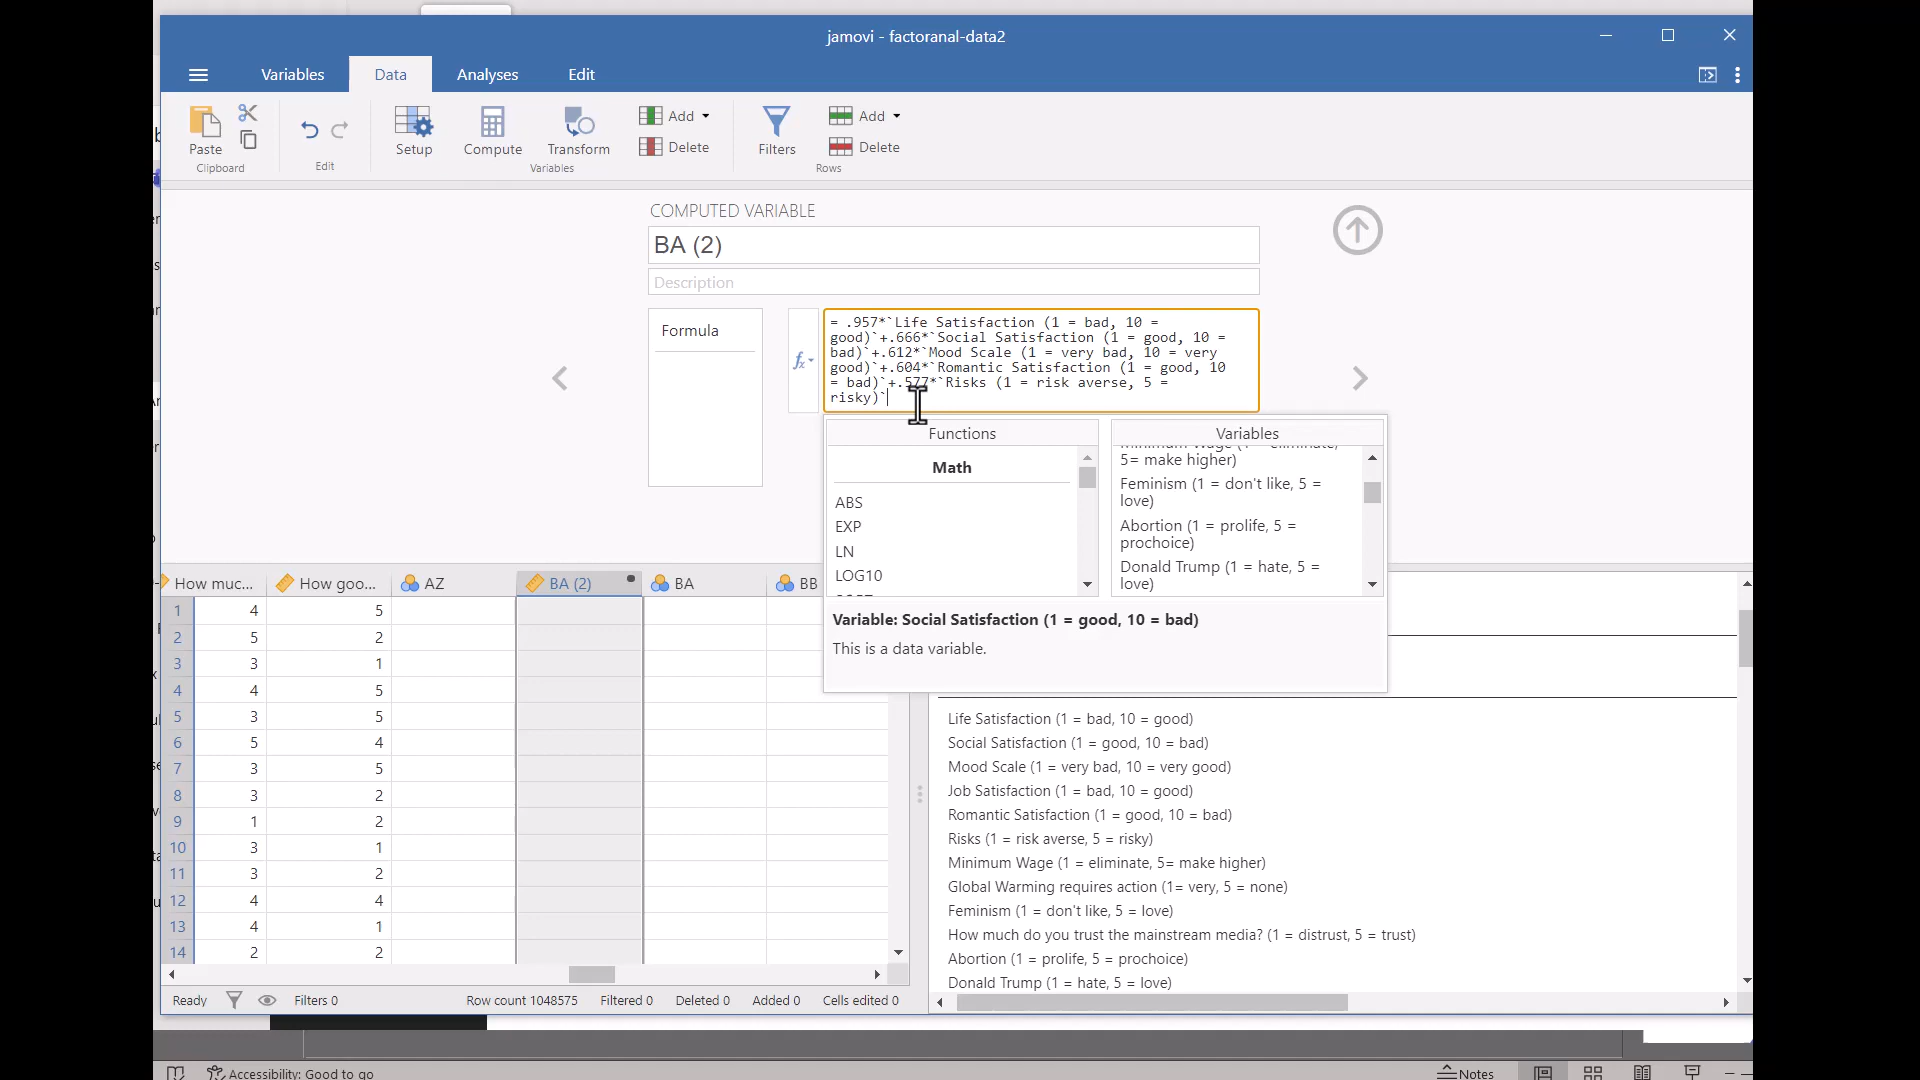 jamovi - factoranal-data2
Variables
Data
Analyses
Edit
Paste
Clipboard
Edit
Setup
Compute
Transform
Variables
Add
Delete
Filters
Add
Delete
Rows
COMPUTED VARIABLE
BA (2)
Description
Formula
fx
= .957*`Life Satisfaction (1 = bad, 10 =
good)`+.666*`Social Satisfaction (1 = good, 10 =
bad)`+.612*`Mood Scale (1 = very bad, 10 = very
good)`+.604*`Romantic Satisfaction (1 = good, 10
= bad)`+.577*`Risks (1 = risk averse, 5 =
risky)`
Functions
Math
ABS
EXP
LN
LOG10
Variables
Minimum Wage (1 = eliminate,
5= make higher)
Feminism (1 = don't like, 5 =
love)
Abortion (1 = prolife, 5 =
prochoice)
Donald Trump (1 = hate, 5 =
love)
Variable: Social Satisfaction (1 = good, 10 = bad)
This is a data variable.
How muc... How goo... AZ BA (2) BA BB
1 4 5
2 5 2
3 3 1
4 4 5
5 3 5
6 5 4
7 3 5
8 3 2
9 1 2
10 3 1
11 3 2
12 4 4
13 4 1
14 2 2
Life Satisfaction (1 = bad, 10 = good)
Social Satisfaction (1 = good, 10 = bad)
Mood Scale (1 = very bad, 10 = very good)
Job Satisfaction (1 = bad, 10 = good)
Romantic Satisfaction (1 = good, 10 = bad)
Risks (1 = risk averse, 5 = risky)
Minimum Wage (1 = eliminate, 5= make higher)
Global Warming requires action (1= very, 5 = none)
Feminism (1 = don't like, 5 = love)
How much do you trust the mainstream media? (1 = distrust, 5 = trust)
Abortion (1 = prolife, 5 = prochoice)
Donald Trump (1 = hate, 5 = love)
Ready Filters 0 Row count 1048575 Filtered 0 Deleted 0 Added 0 Cells edited 0
Accessibility: Good to go
Notes